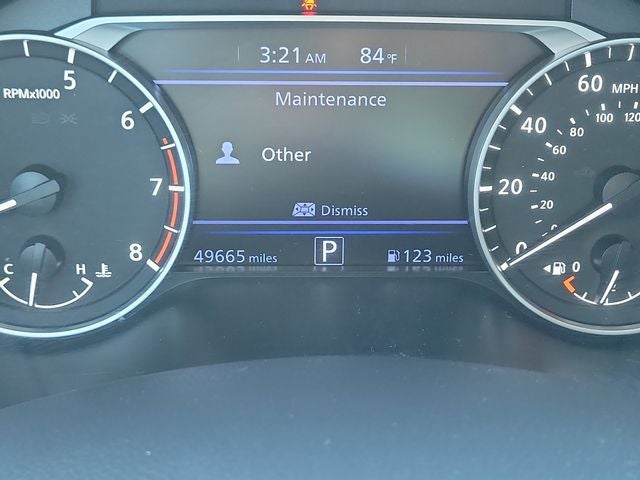 3:21 AM 84°F
Maintenance
Other
Dismiss
49665 miles P 123 miles
RPMx1000
5
6
7
8
C H
60 MPH
100 120
40
80
60
20
40
20
0
0